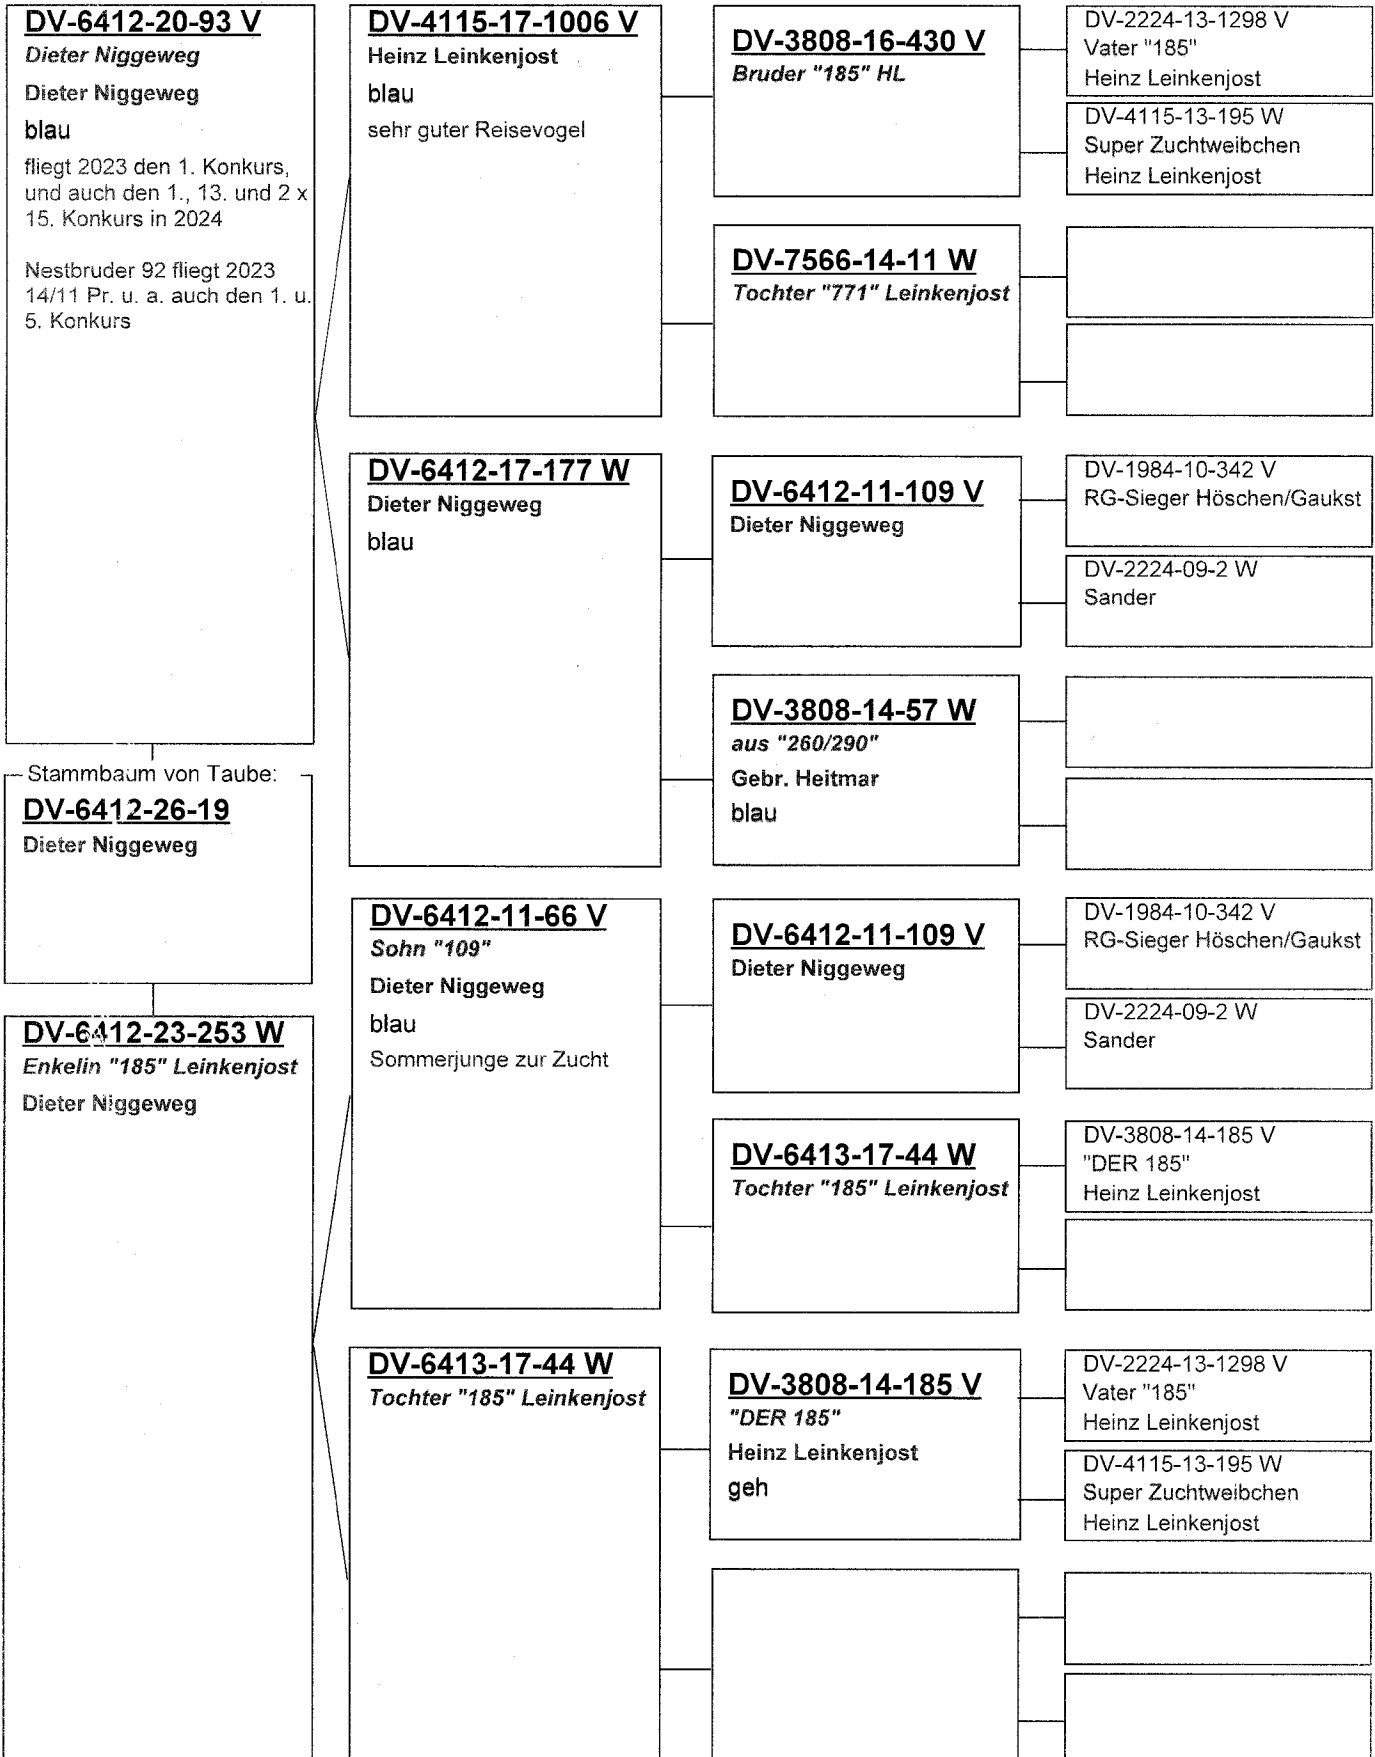 DV-6412-20-93 V
Dieter Niggeweg
Dieter Niggeweg
blau
fliegt 2023 den 1. Konkurs,
und auch den 1., 13. und 2 x
15. Konkurs in 2024
Nestbruder 92 fliegt 2023
14/11 Pr. u. a. auch den 1. u.
5. Konkurs
Stammbaum von Taube:
DV-6412-26-19
Dieter Niggeweg
DV-6412-23-253 W
Enkelin "185" Leinkenjost
Dieter Niggeweg
DV-4115-17-1006 V
Heinz Leinkenjost
blau
sehr guter Reisevogel
DV-6412-17-177 W
Dieter Niggeweg
blau
DV-6412-11-66 V
Sohn "109"
Dieter Niggeweg
blau
Sommerjunge zur Zucht
DV-6413-17-44 W
Tochter "185" Leinkenjost
DV-3808-16-430 V
Bruder "185" HL
DV-7566-14-11 W
Tochter "771" Leinkenjost
DV-6412-11-109 V
Dieter Niggeweg
DV-3808-14-57 W
aus "260/290"
Gebr. Heitmar
blau
DV-6412-11-109 V
Dieter Niggeweg
DV-6413-17-44 W
Tochter "185" Leinkenjost
DV-3808-14-185 V
"DER 185"
Heinz Leinkenjost
geh
DV-2224-13-1298 V
Vater "185"
Heinz Leinkenjost
DV-4115-13-195 W
Super Zuchtweibchen
Heinz Leinkenjost
DV-1984-10-342 V
RG-Sieger Höschen/Gaukst
DV-2224-09-2 W
Sander
DV-1984-10-342 V
RG-Sieger Höschen/Gaukst
DV-2224-09-2 W
Sander
DV-3808-14-185 V
"DER 185"
Heinz Leinkenjost
DV-2224-13-1298 V
Vater "185"
Heinz Leinkenjost
DV-4115-13-195 W
Super Zuchtweibchen
Heinz Leinkenjost